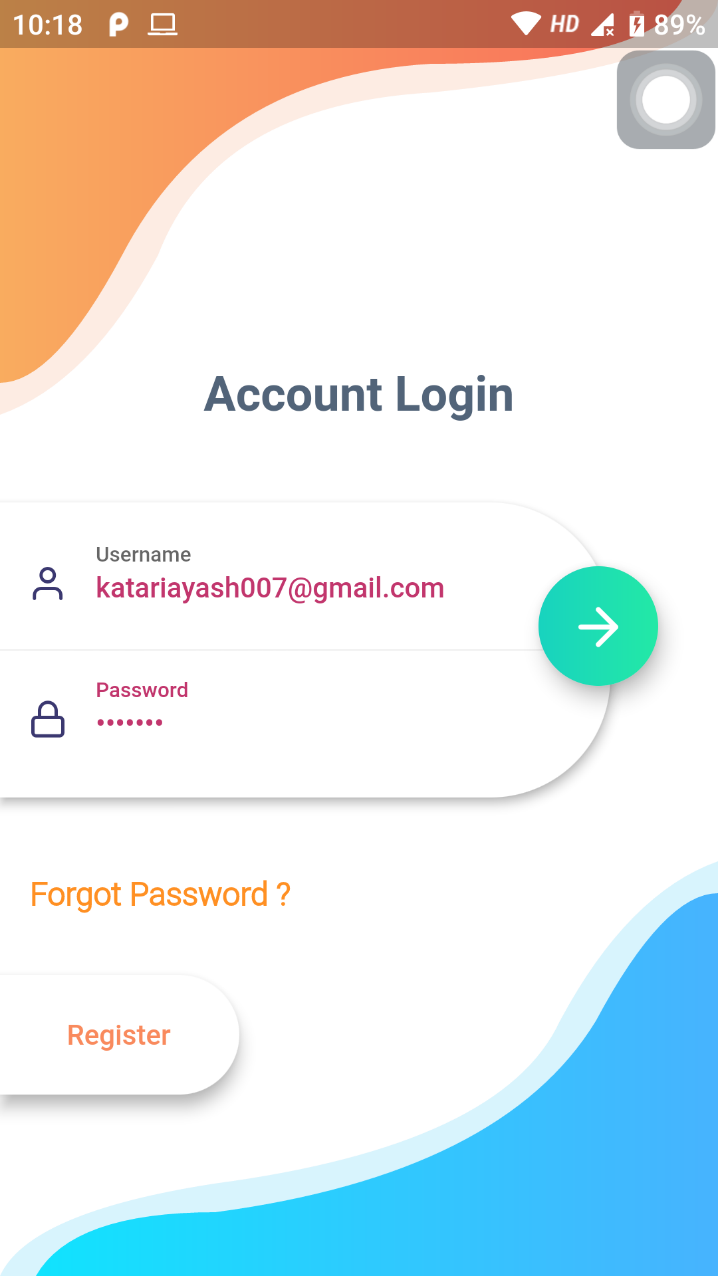 10:18 HD 89%
Account Login
Username
katariayash007@gmail.com
Password
•••••••
Forgot Password ?
Register